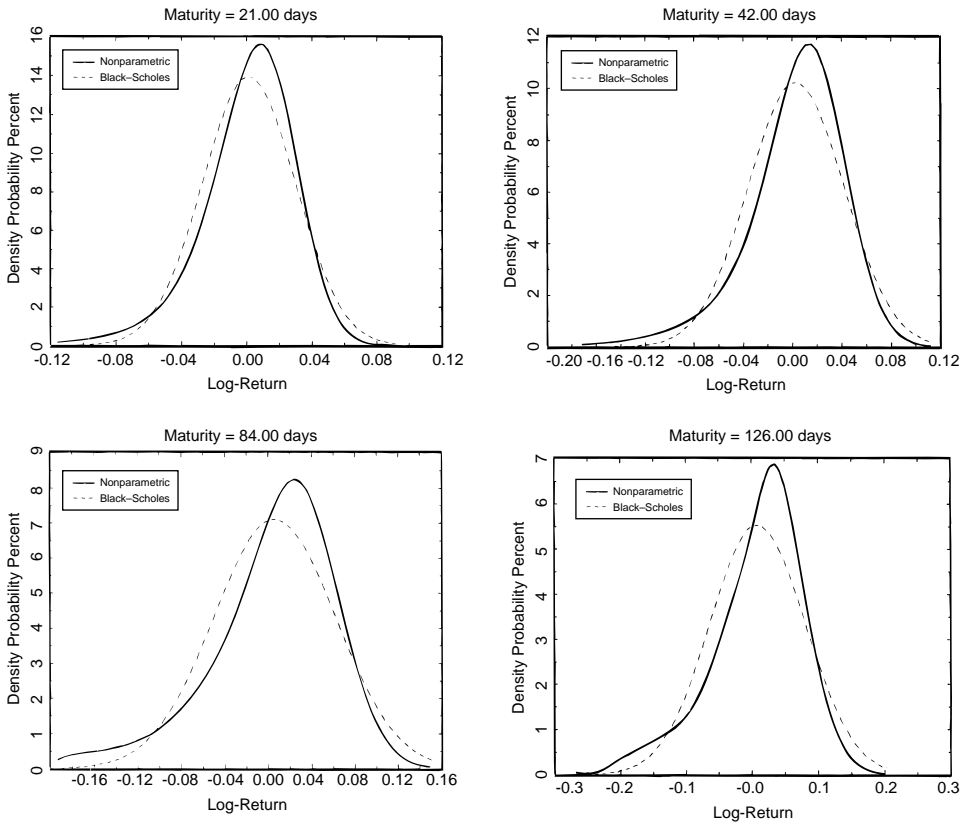 Maturity = 21.00 days
Density Probability Percent
16
14
12
10
8
6
4
2
0
Nonparametric
Black–Scholes
-0.12 -0.08 -0.04 0.00 0.04 0.08 0.12
Log-Return
Maturity = 42.00 days
Density Probability Percent
12
10
8
6
4
2
0
Nonparametric
Black–Scholes
-0.20 -0.16 -0.12 -0.08 -0.04 0.00 0.04 0.08 0.12
Log-Return
Maturity = 84.00 days
Density Probability Percent
9
8
7
6
5
4
3
2
1
0
Nonparametric
Black–Scholes
-0.16 -0.12 -0.08 -0.04 0.00 0.04 0.08 0.12 0.16
Log-Return
Maturity = 126.00 days
Density Probability Percent
7
6
5
4
3
2
1
0
Nonparametric
Black–Scholes
-0.3 -0.2 -0.1 0.0 0.1 0.2 0.3
Log-Return